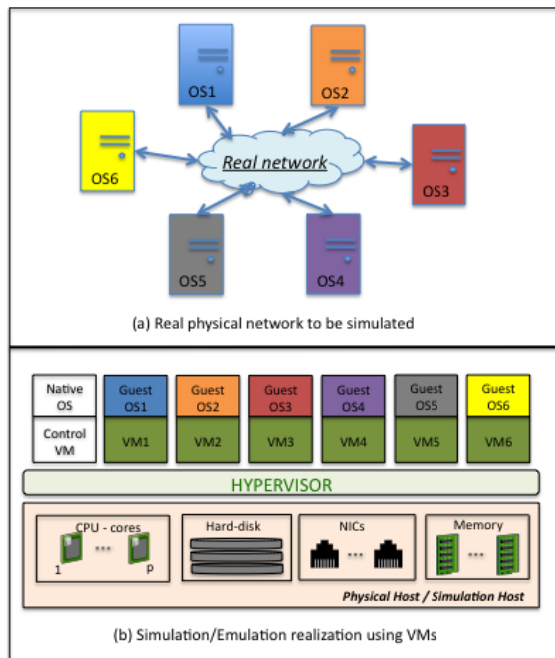 OS1
OS2
Real network
OS6
OS3
OS5
OS4
(a) Real physical network to be simulated
Native OS
Guest OS1
Guest OS2
Guest OS3
Guest OS4
Guest OS5
Guest OS6
Control VM
VM1
VM2
VM3
VM4
VM5
VM6
HYPERVISOR
CPU - cores
Hard-disk
NICs
Memory
...
...
...
1
p
Physical Host / Simulation Host
(b) Simulation/Emulation realization using VMs